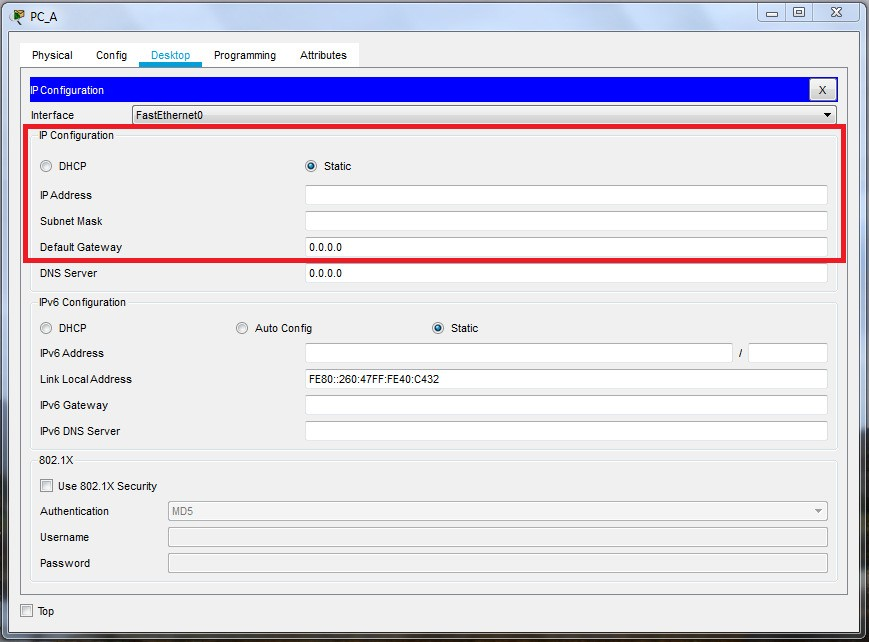 PC_A
Physical Config Desktop Programming Attributes
IP Configuration X
Interface FastEthernet0
IP Configuration
DHCP Static
IP Address
Subnet Mask
Default Gateway 0.0.0.0
DNS Server 0.0.0.0
IPv6 Configuration
DHCP Auto Config Static
IPv6 Address /
Link Local Address FE80::260:47FF:FE40:C432
IPv6 Gateway
IPv6 DNS Server
802.1X
Use 802.1X Security
Authentication MD5
Username
Password
Top